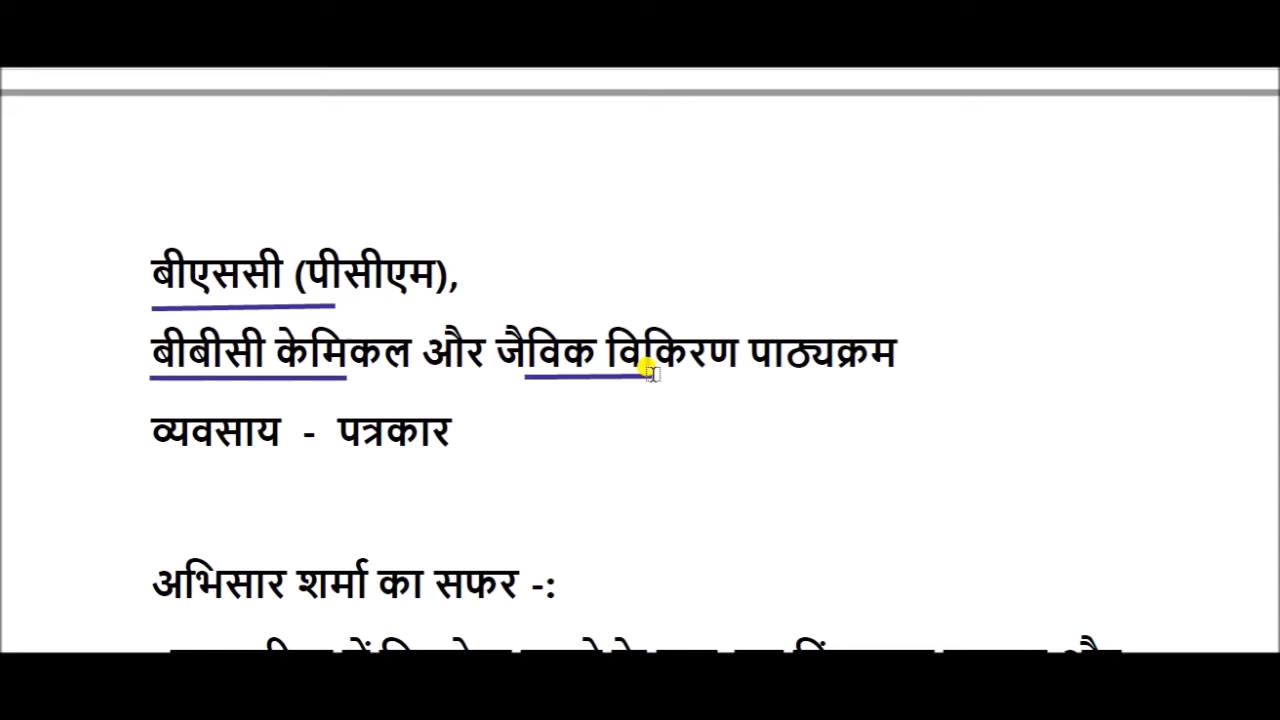 बीएससी (पीसीएम),
बीबीसी केमिकल और जैविक विकिरण पाठ्यक्रम
व्यवसाय - पत्रकार
अभिसार शर्मा का सफर -: